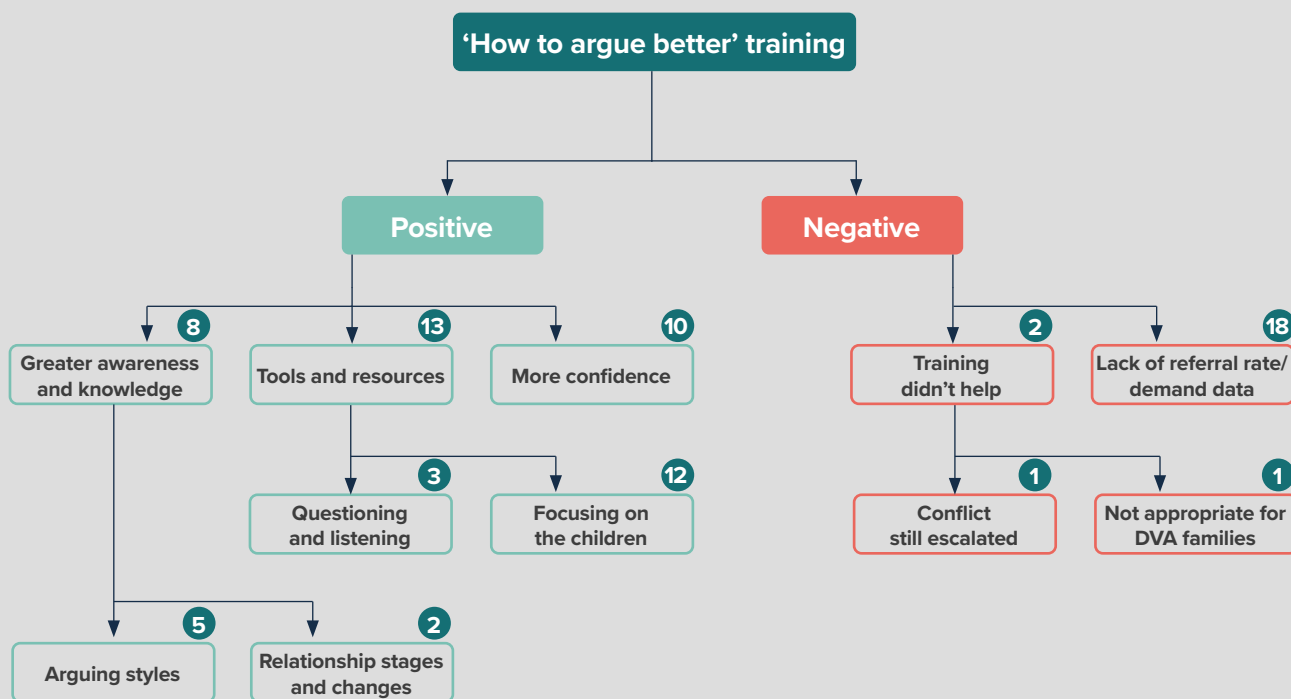 ‘How to argue better’ training
Positive
Negative
8
Greater awareness
and knowledge
13
Tools and resources
10
More confidence
2
Training
didn’t help
18
Lack of referral rate/
demand data
3
Questioning
and listening
12
Focusing on
the children
1
Conflict
still escalated
1
Not appropriate for
DVA families
5
Arguing styles
2
Relationship stages
and changes